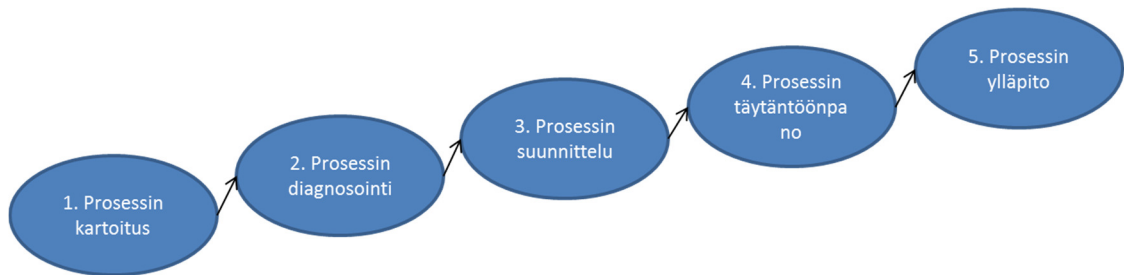 1. Prosessin
kartoitus
2. Prosessin
diagnosointi
3. Prosessin
suunnittelu
4. Prosessin
täytäntöönpa
no
5. Prosessin
ylläpito